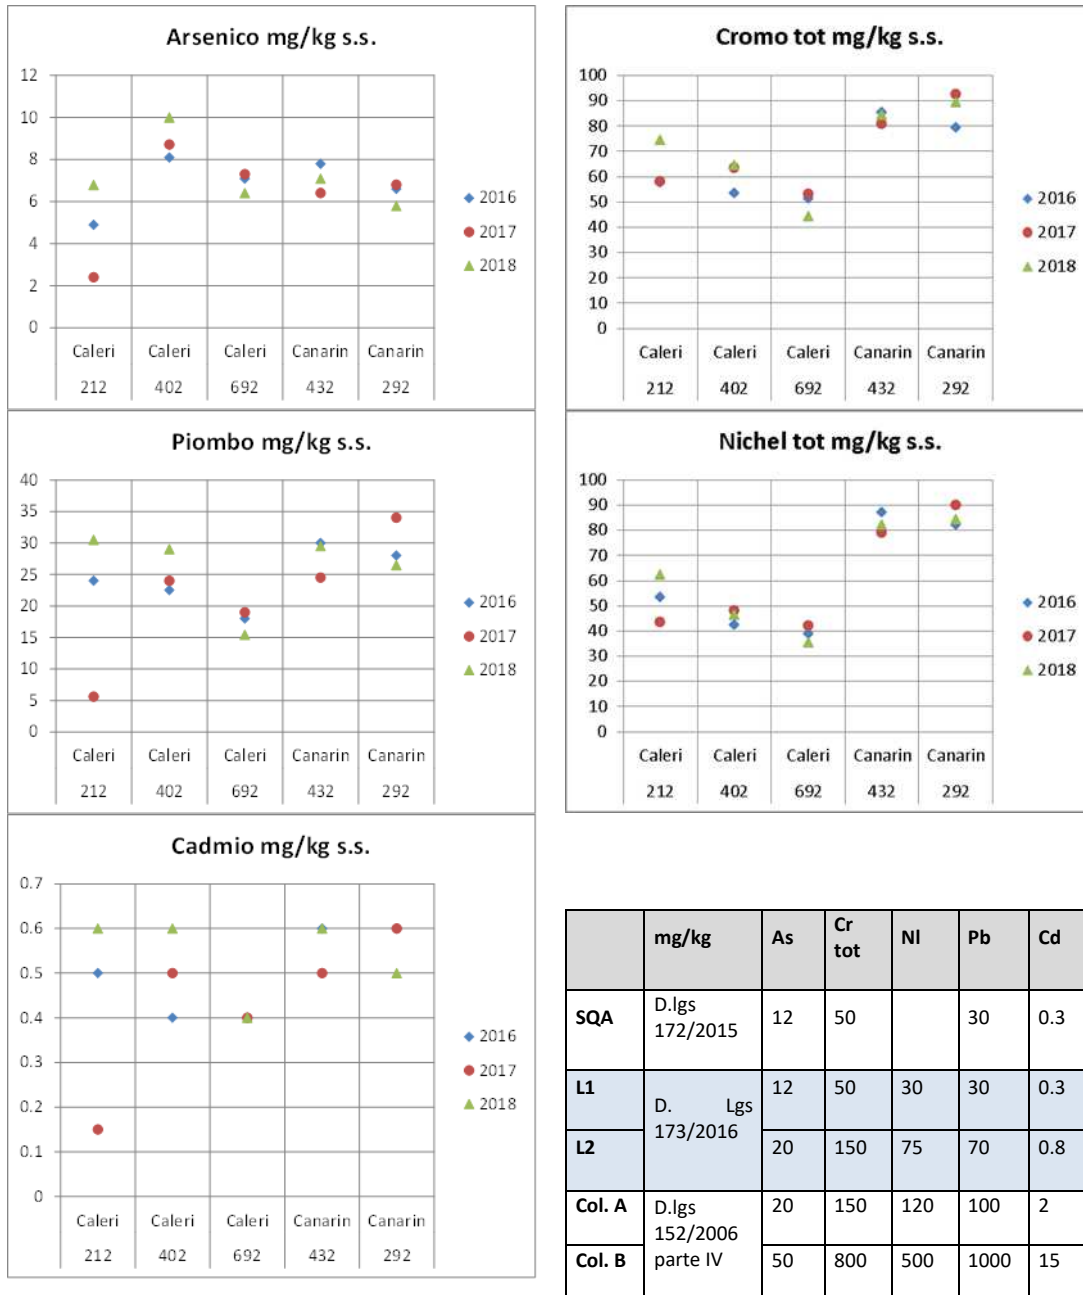 Arsenico mg/kg s.s.
12
10
8
6
4
2
0
Caleri Caleri Caleri Canarin Canarin
212 402 692 432 292
2016
2017
2018
Cromo tot mg/kg s.s.
100
90
80
70
60
50
40
30
20
10
0
Caleri Caleri Caleri Canarin Canarin
212 402 692 432 292
2016
2017
2018
Piombo mg/kg s.s.
40
35
30
25
20
15
10
5
0
Caleri Caleri Caleri Canarin Canarin
212 402 692 432 292
2016
2017
2018
Nichel tot mg/kg s.s.
100
90
80
70
60
50
40
30
20
10
0
Caleri Caleri Caleri Canarin Canarin
212 402 692 432 292
2016
2017
2018
Cadmio mg/kg s.s.
0.7
0.6
0.5
0.4
0.3
0.2
0.1
0
Caleri Caleri Caleri Canarin Canarin
212 402 692 432 292
2016
2017
2018
mg/kg As Cr tot NI Pb Cd
SQA D.lgs 172/2015 12 50 30 0.3
L1 D. Lgs 173/2016 12 50 30 30 0.3
L2 20 150 75 70 0.8
Col. A D.lgs 152/2006 parte IV 20 150 120 100 2
Col. B 50 800 500 1000 15